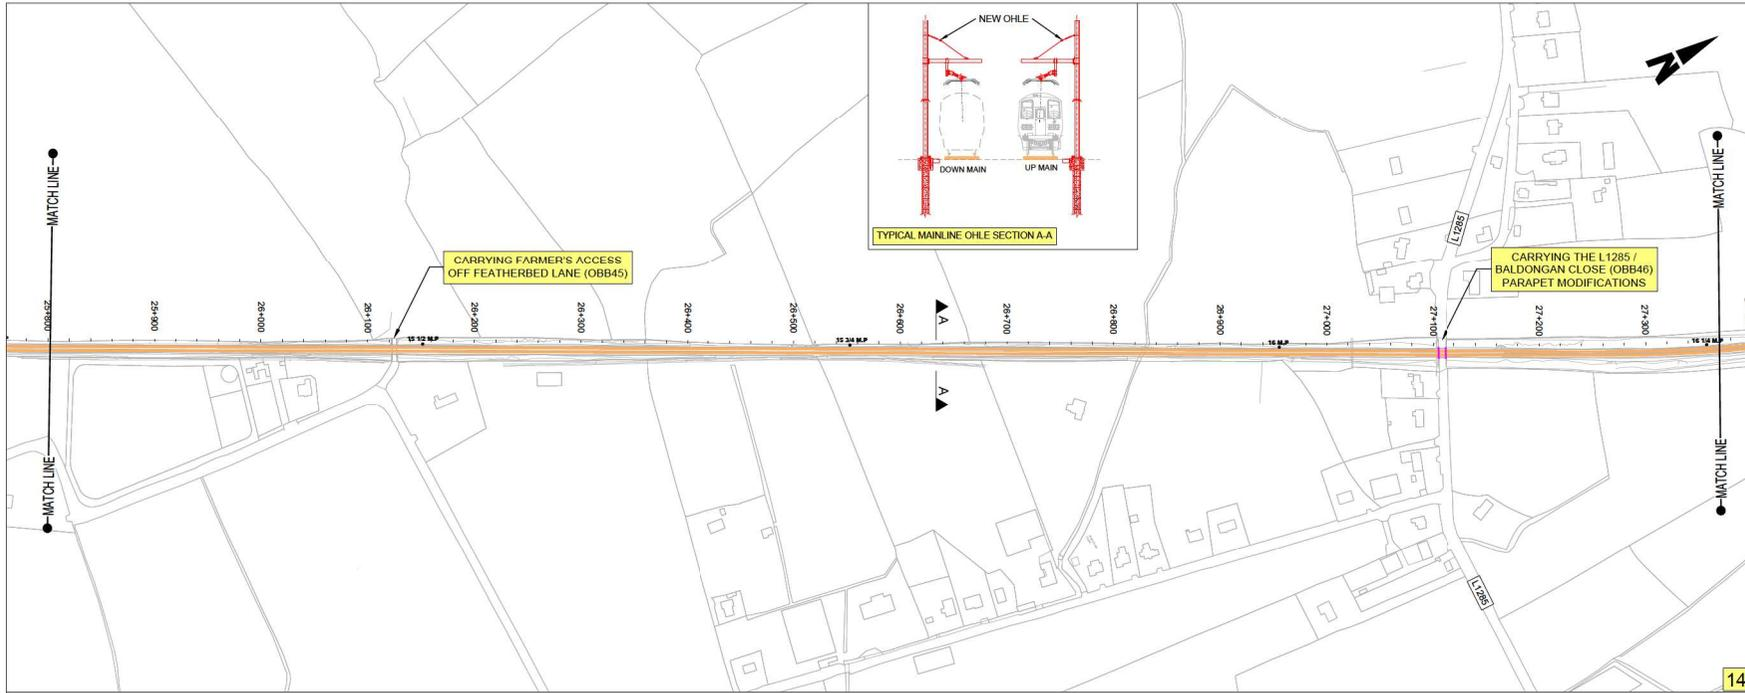 NEW OHLE
DOWN MAIN
UP MAIN
TYPICAL MAINLINE OHLE SECTION A-A
N
MATCH LINE
MATCH LINE
L1285
CARRYING FARMER'S ACCESS
OFF FEATHERBED LANE (OBB45)
CARRYING THE L1285 /
BALDONGAN CLOSE (OBB46)
PARAPET MODIFICATIONS
25+800
25+900
26+000
26+100
26+200
26+300
26+400
26+500
26+600
A
26+700
26+800
26+900
27+000
27+100
27+200
27+300
15 1/2 M.P
15 3/4 M.P
16 M.P
16 1/4 M.P
A
MATCH LINE
MATCH LINE
L1285
14